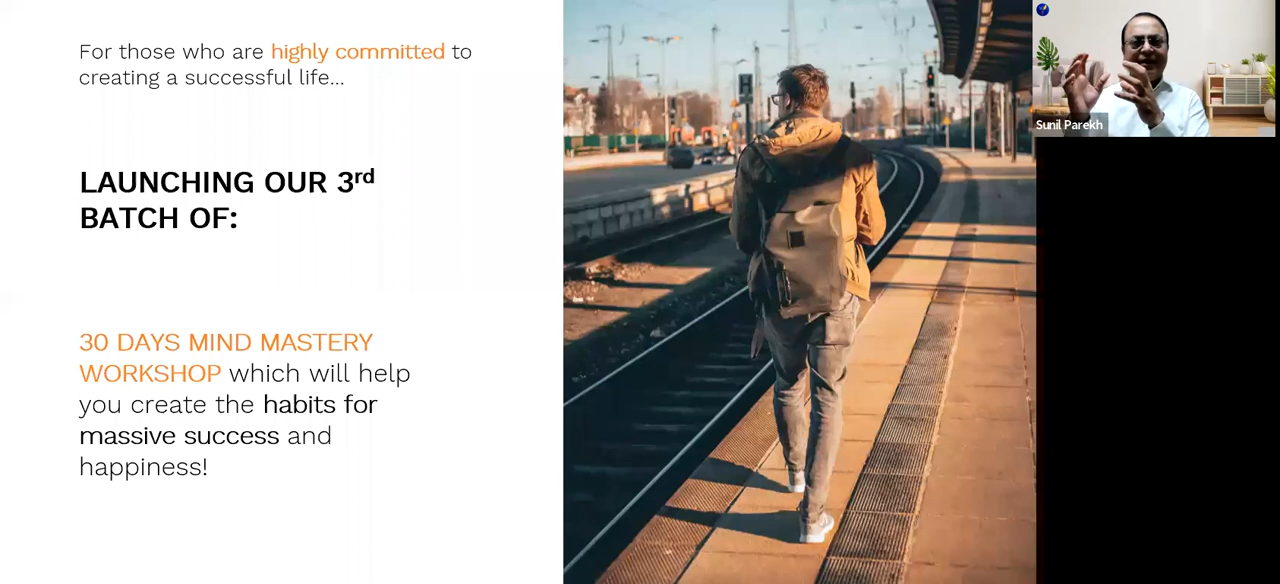 For those who are highly committed to
creating a successful life...
LAUNCHING OUR 3rd
BATCH OF:
30 DAYS MIND MASTERY
WORKSHOP which will help
you create the habits for
massive success and
happiness!
Sunil Parekh